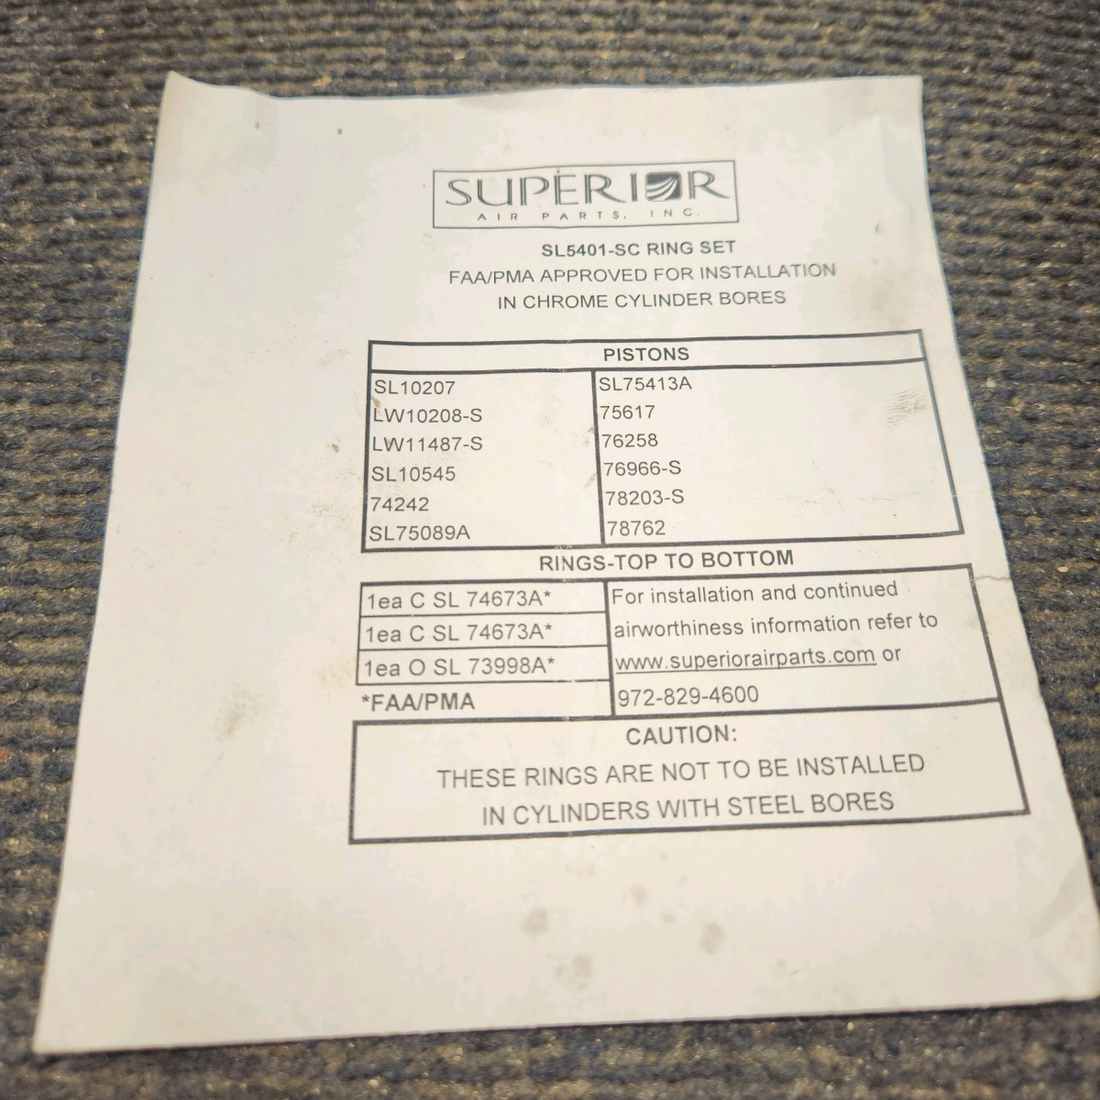 SUPERIOR
AIR PARTS, INC.
SL5401-SC RING SET
FAA/PMA APPROVED FOR INSTALLATION
IN CHROME CYLINDER BORES
PISTONS
SL10207
LW10208-S
LW11487-S
SL10545
74242
SL75089A
SL75413A
75617
76258
76966-S
78203-S
78762
RINGS-TOP TO BOTTOM
1ea C SL 74673A*
1ea C SL 74673A*
1ea O SL 73998A*
*FAA/PMA
For installation and continued
airworthiness information refer to
www.superiorairparts.com or
972-829-4600
CAUTION:
THESE RINGS ARE NOT TO BE INSTALLED
IN CYLINDERS WITH STEEL BORES